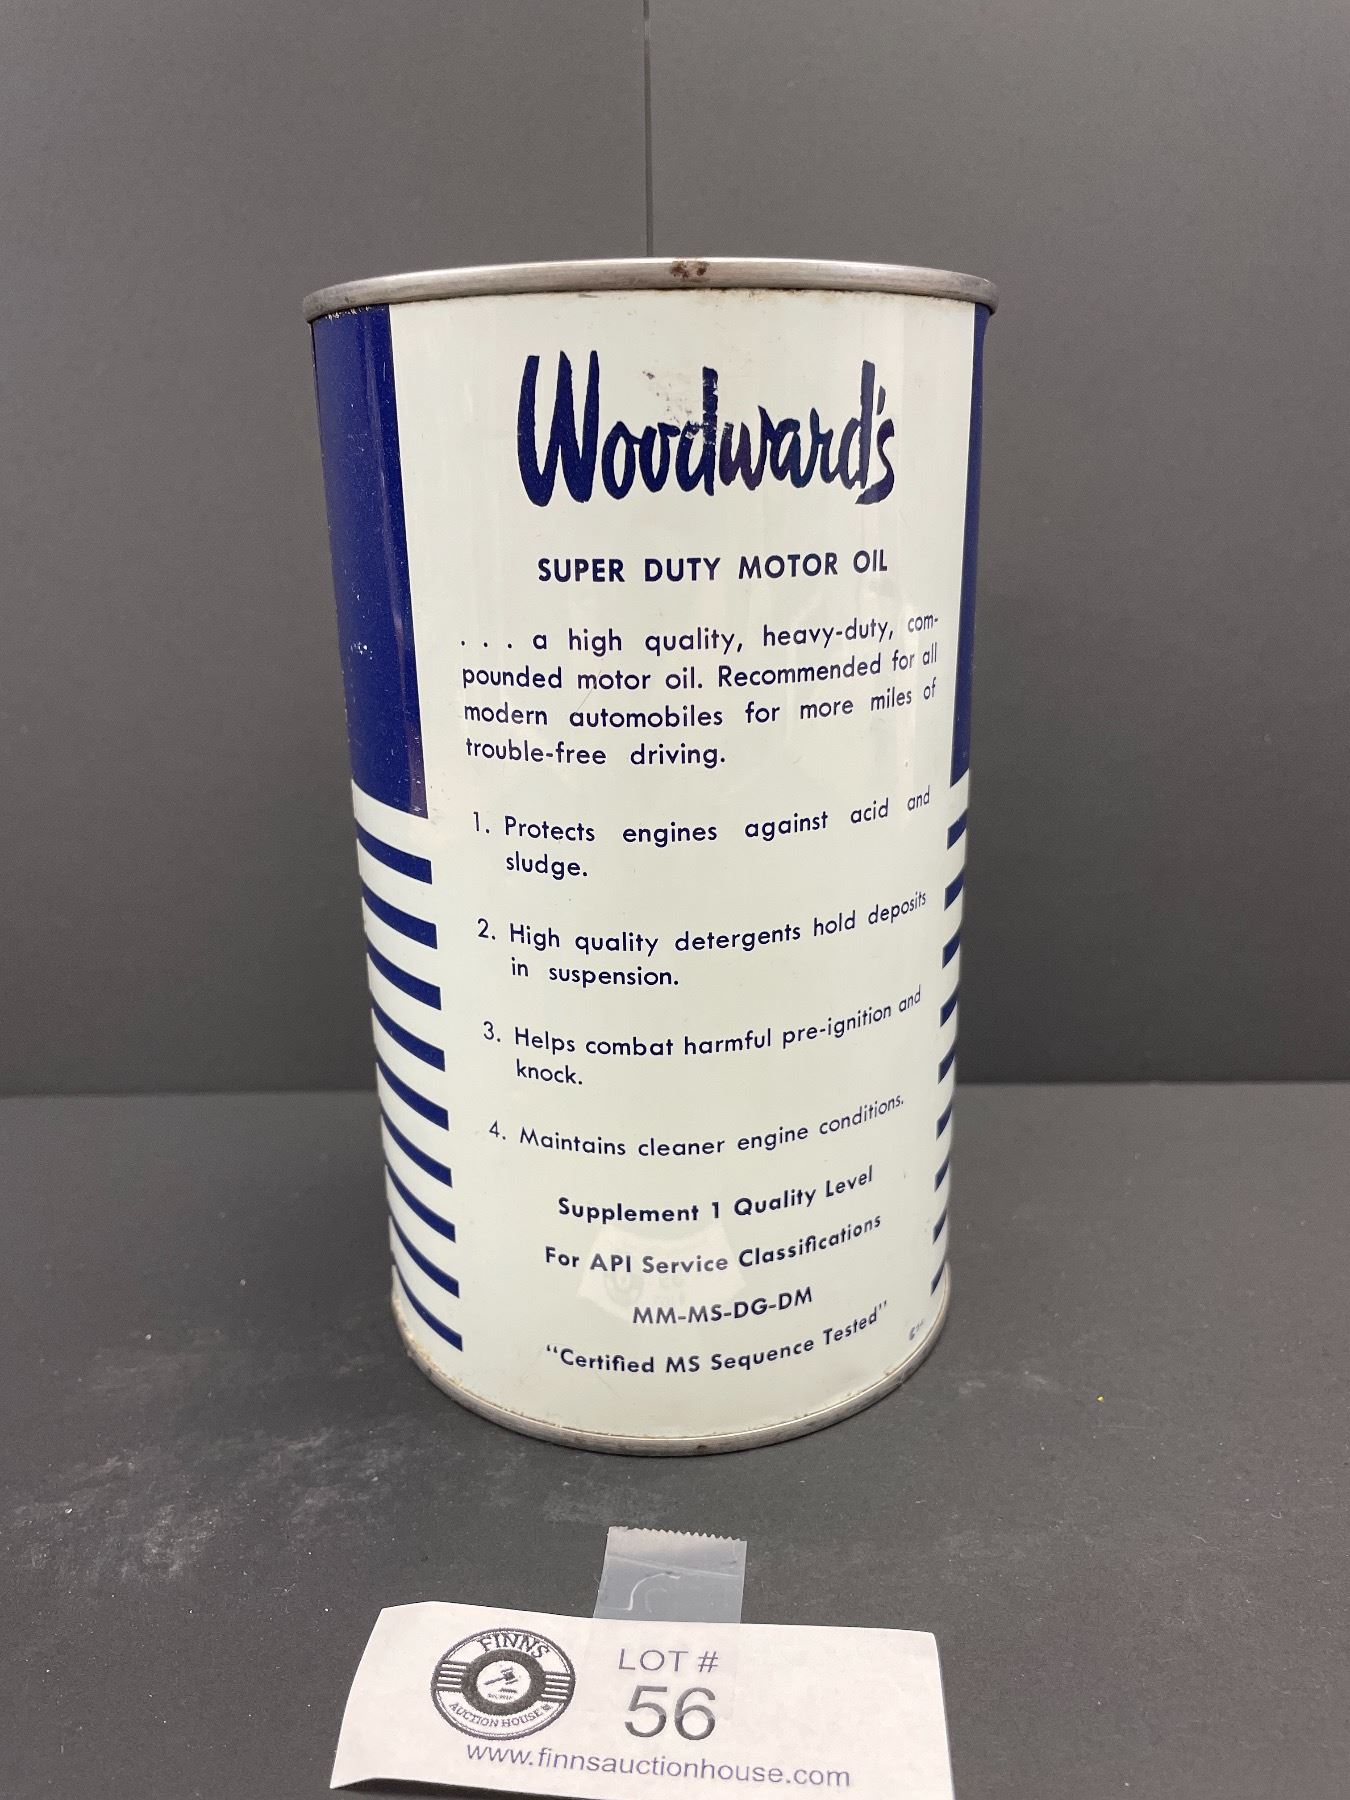 Woodward's
SUPER DUTY MOTOR OIL
. . . a high quality, heavy-duty, com-
pounded motor oil. Recommended for all
modern automobiles for more miles of
trouble-free driving.
1. Protects engines against acid and
sludge.
2. High quality detergents hold deposits
in suspension.
3. Helps combat harmful pre-ignition and
knock.
4. Maintains cleaner engine conditions.
Supplement 1 Quality Level
For API Service Classifications
MM-MS-DG-DM
"Certified MS Sequence Tested"
FINNS
AUCTION HOUSE
LOT #
56
www.finnsauctionhouse.com